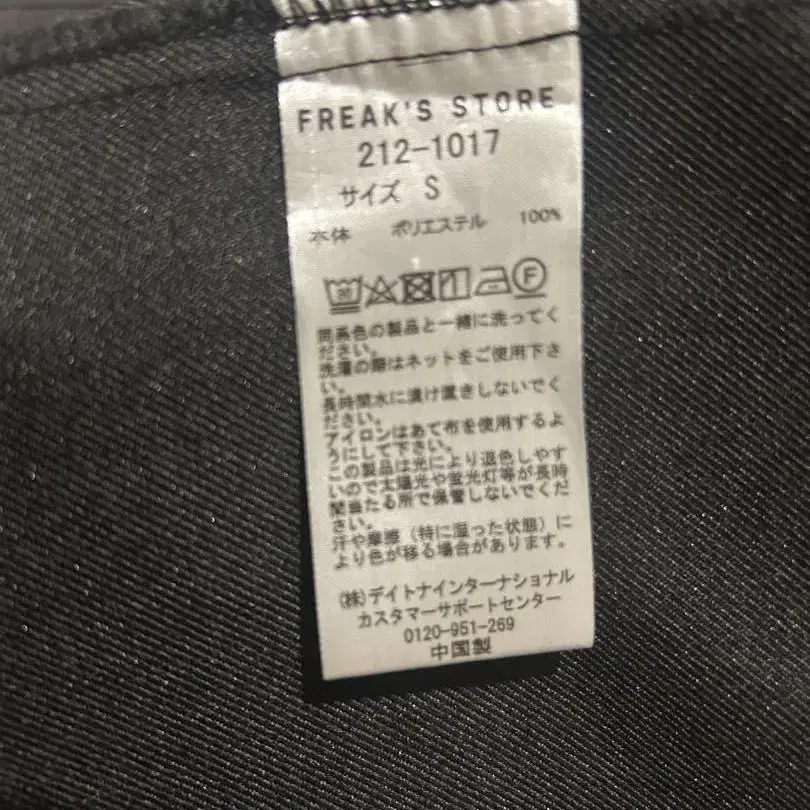 FREAK'S STORE
212-1017
サイズ S
本体 ポリエステル 100%
F
同系色の製品と一緒に洗ってく
ださい。
洗濯の際はネットをご使用下さ
い。
長時間水に漬け置きしないでく
ださい。
アイロンはあて布を使用するよ
うにして下さい。
この製品は光により退色しやす
いので太陽光や蛍光灯等が長時
間当たる所で保管しないでくだ
さい。
汗や摩擦（特に湿った状態）に
より色が移る場合があります。
(株)デイトナインターナショナル
カスタマーサポートセンター
0120-951-269
中国製